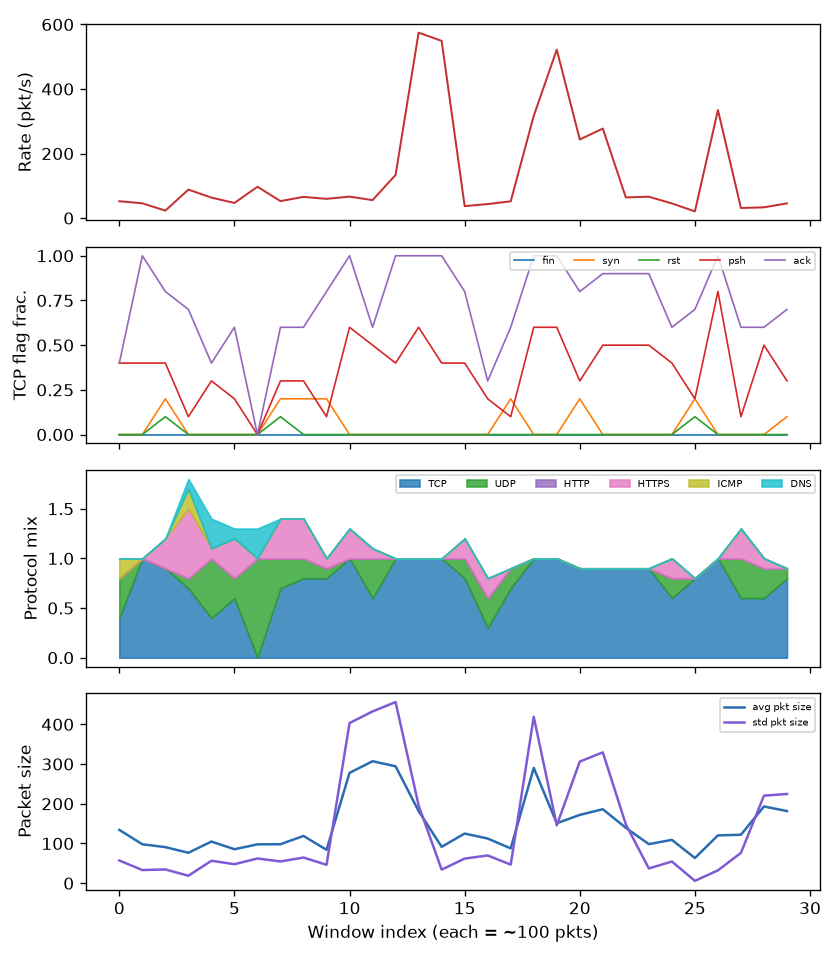 600
400
200
0
Rate (pkt/s)
1.00
0.75
0.50
0.25
0.00
TCP flag frac.
fin syn rst psh ack
1.5
1.0
0.5
0.0
Protocol mix
TCP UDP HTTP HTTPS ICMP DNS
400
300
200
100
0
Packet size
avg pkt size
std pkt size
0 5 10 15 20 25 30
Window index (each = ~100 pkts)